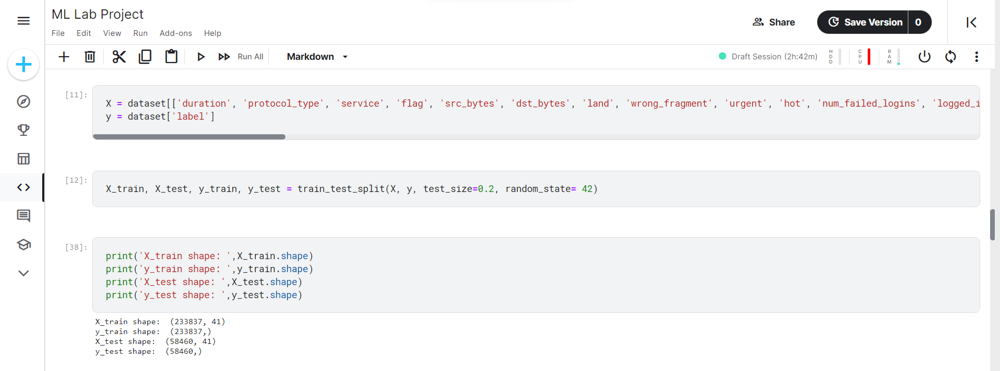 ML Lab Project
File Edit View Run Add-ons Help
Share
Save Version 0
Run All
Markdown
Draft Session (2h:42m)
HDD
CPU
RAM
[11]:
X = dataset[['duration', 'protocol_type', 'service', 'flag', 'src_bytes', 'dst_bytes', 'land', 'wrong_fragment', 'urgent', 'hot', 'num_failed_logins', 'logged_i
y = dataset['label']
[12]:
X_train, X_test, y_train, y_test = train_test_split(X, y, test_size=0.2, random_state= 42)
[38]:
print('X_train shape: ',X_train.shape)
print('y_train shape: ',y_train.shape)
print('X_test shape: ',X_test.shape)
print('y_test shape: ',y_test.shape)
X_train shape:  (233837, 41)
y_train shape:  (233837,)
X_test shape:  (58460, 41)
y_test shape:  (58460,)